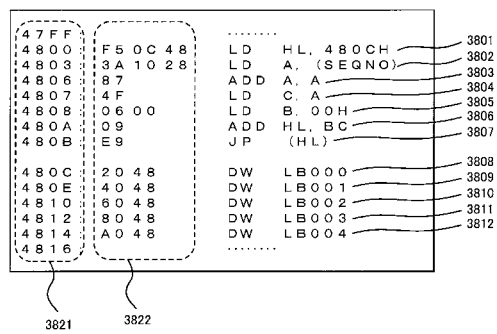 47FF ........
4800 F50C48 LD HL, 480CH 3801
4803 3A1028 LD A, (SEQNO) 3802
4806 87 ADD A, A 3803
4807 4F LD C, A 3804
4808 0600 LD B, 00H 3805
480A 09 ADD HL, BC 3806
480B E9 JP (HL) 3807
480C 2048 DW LB000 3808
480E 4048 DW LB001 3809
4810 6048 DW LB002 3810
4812 8048 DW LB003 3811
4814 A048 DW LB004 3812
4816 ........
3821 3822